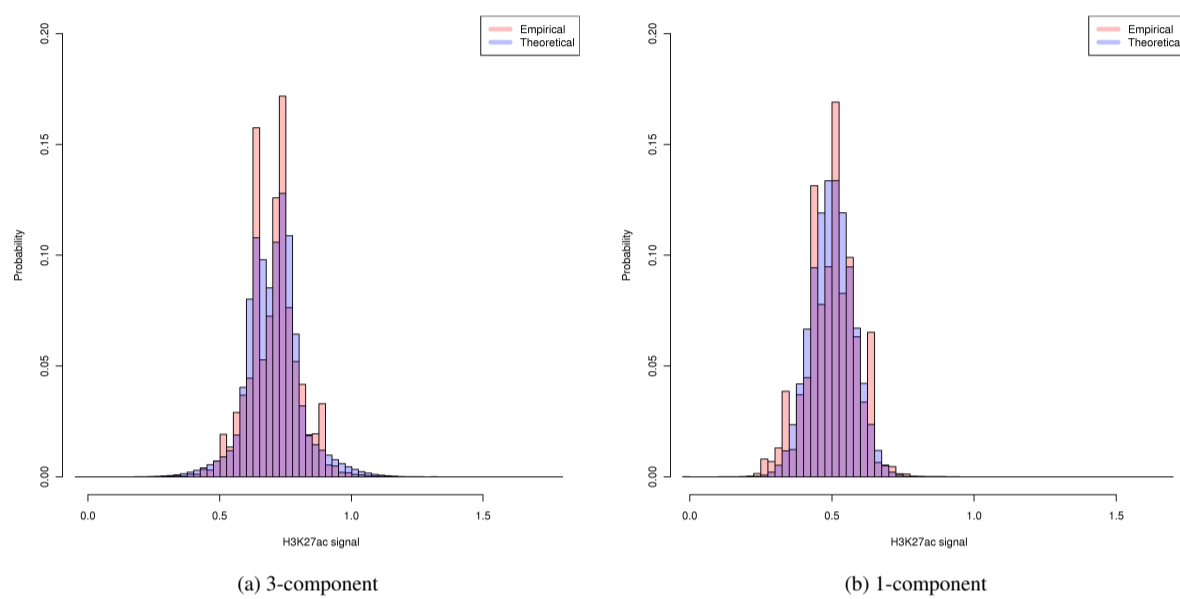 Empirical
Theoretical
0.20
0.15
0.10
0.05
0.00
Probability
0.0 0.5 1.0 1.5
H3K27ac signal
(a) 3-component
Empirical
Theoretica
0.20
0.15
0.10
0.05
0.00
Probability
0.0 0.5 1.0 1.5
H3K27ac signal
(b) 1-component